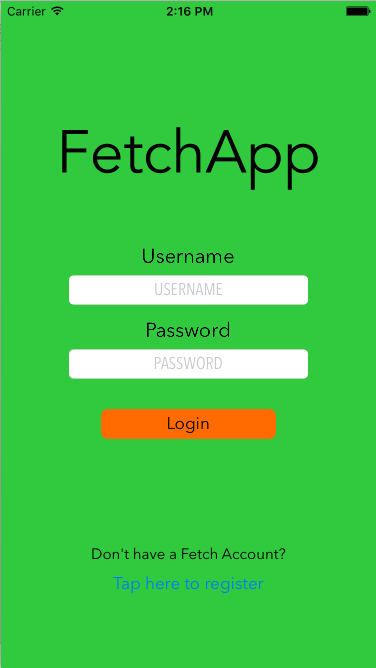 Carrier 2:16 PM
FetchApp
Username
USERNAME
Password
PASSWORD
Login
Don't have a Fetch Account?
Tap here to register